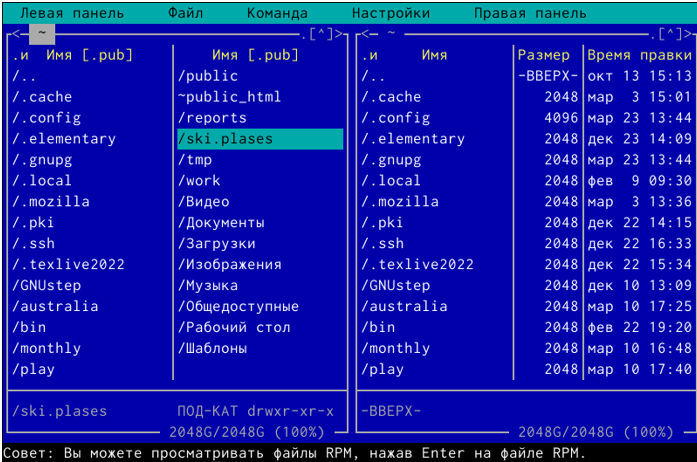 Левая панель Файл Команда Настройки Правая панель
<─ ~ .[^]> <─ ~ .[^]>
.и Имя [.pub] Имя [.pub] .и Имя Размер Время правки
/.. /public /.. -ВВЕРХ- окт 13 15:13
/.cache ~public_html /.cache 2048 мар 3 15:01
/.config /reports /.config 4096 мар 23 13:44
/.elementary /ski.plases /.elementary 2048 дек 23 14:09
/.gnupg /tmp /.gnupg 2048 мар 23 13:44
/.local /work /.local 2048 фев 9 09:30
/.mozilla /Видео /.mozilla 2048 мар 3 13:36
/.pki /Документы /.pki 2048 дек 22 14:15
/.ssh /Загрузки /.ssh 2048 дек 22 16:33
/.texlive2022 /Изображения /.texlive2022 2048 дек 22 15:34
/GNUstep /Музыка /GNUstep 2048 дек 10 13:09
/australia /Общедоступные /australia 2048 мар 10 17:25
/bin /Рабочий стол /bin 2048 фев 22 19:20
/monthly /Шаблоны /monthly 2048 мар 10 16:48
/play /play 2048 мар 10 17:40
/ski.plases ПОД-КАТ drwxr-xr-x -ВВЕРХ-
2048G/2048G (100%) 2048G/2048G (100%)
Совет: Вы можете просматривать файлы RPM, нажав Enter на файле RPM.